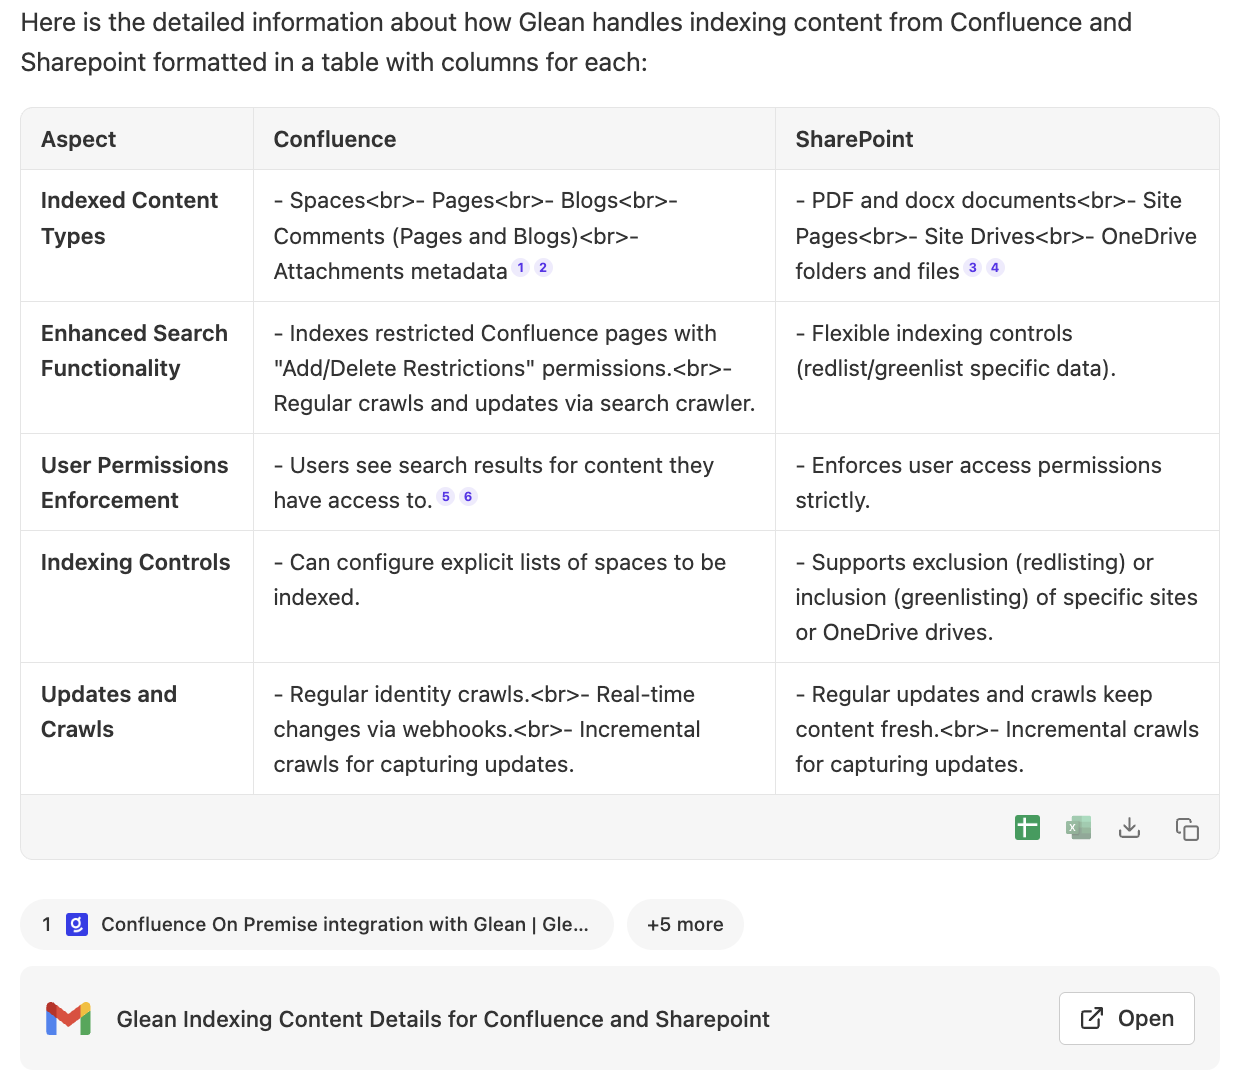 Here is the detailed information about how Glean handles indexing content from Confluence and
Sharepoint formatted in a table with columns for each:
Aspect
Confluence
SharePoint
Indexed Content
Types
- Spaces<br>- Pages<br>- Blogs<br>-
Comments (Pages and Blogs)<br>-
Attachments metadata 1 2
- PDF and docx documents<br>- Site
Pages<br>- Site Drives<br>- OneDrive
folders and files 3 4
Enhanced Search
Functionality
- Indexes restricted Confluence pages with
"Add/Delete Restrictions" permissions.<br>-
Regular crawls and updates via search crawler.
- Flexible indexing controls
(redlist/greenlist specific data).
User Permissions
Enforcement
- Users see search results for content they
have access to. 5 6
- Enforces user access permissions
strictly.
Indexing Controls
- Can configure explicit lists of spaces to be
indexed.
- Supports exclusion (redlisting) or
inclusion (greenlisting) of specific sites
or OneDrive drives.
Updates and
Crawls
- Regular identity crawls.<br>- Real-time
changes via webhooks.<br>- Incremental
crawls for capturing updates.
- Regular updates and crawls keep
content fresh.<br>- Incremental crawls
for capturing updates.
1 g Confluence On Premise integration with Glean | Gle...
+5 more
Glean Indexing Content Details for Confluence and Sharepoint
Open